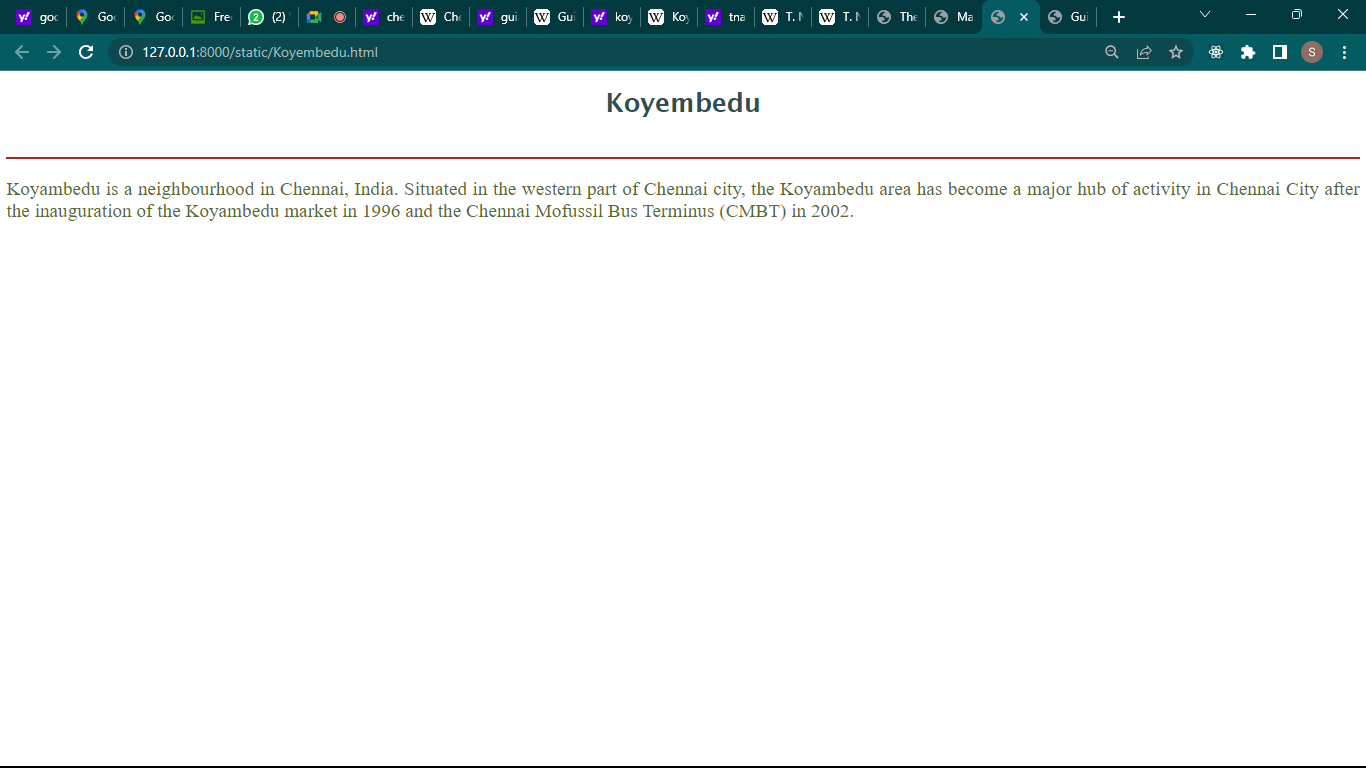 goo Goo Goo Fre (2) che Che gui Gui koy Koy tna T. N T. N The Ma Gui
127.0.0.1:8000/static/Koyembedu.html
S
Koyembedu
Koyambedu is a neighbourhood in Chennai, India. Situated in the western part of Chennai city, the Koyambedu area has become a major hub of activity in Chennai City after
the inauguration of the Koyambedu market in 1996 and the Chennai Mofussil Bus Terminus (CMBT) in 2002.